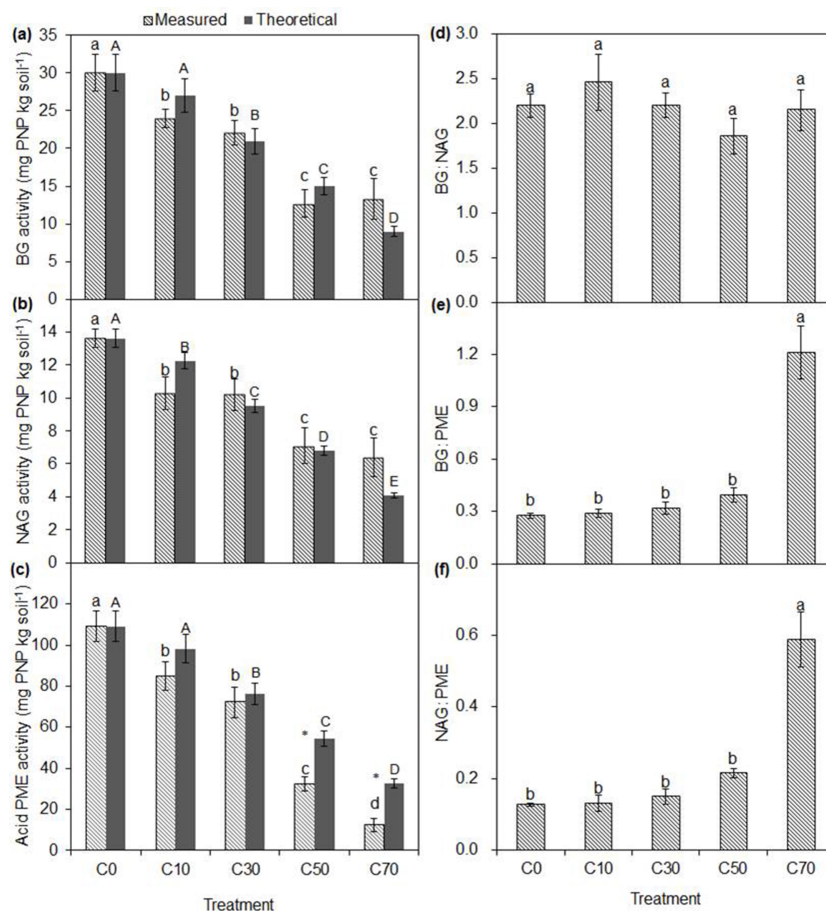 Measured Theoretical
(a)
BG activity (mg PNP kg soil-1)
35
30
25
20
15
10
5
0
a A
b A
b B
c C
c D
(b)
NAG activity (mg PNP kg soil-1)
14
12
10
8
6
4
2
0
a A
b B
b C
c D
c E
(c)
Acid PME activity (mg PNP kg soil-1)
120
100
80
60
40
20
0
a A
b A
b B
* c C
* d D
C0 C10 C30 C50 C70
Treatment
(d)
BG:NAG
3.0
2.5
2.0
1.5
1.0
0.5
0.0
a a a a a
(e)
BG:PME
1.2
0.9
0.6
0.3
0.0
b b b b a
(f)
NAG:PME
0.6
0.4
0.2
0.0
b b b b a
C0 C10 C30 C50 C70
Treatment